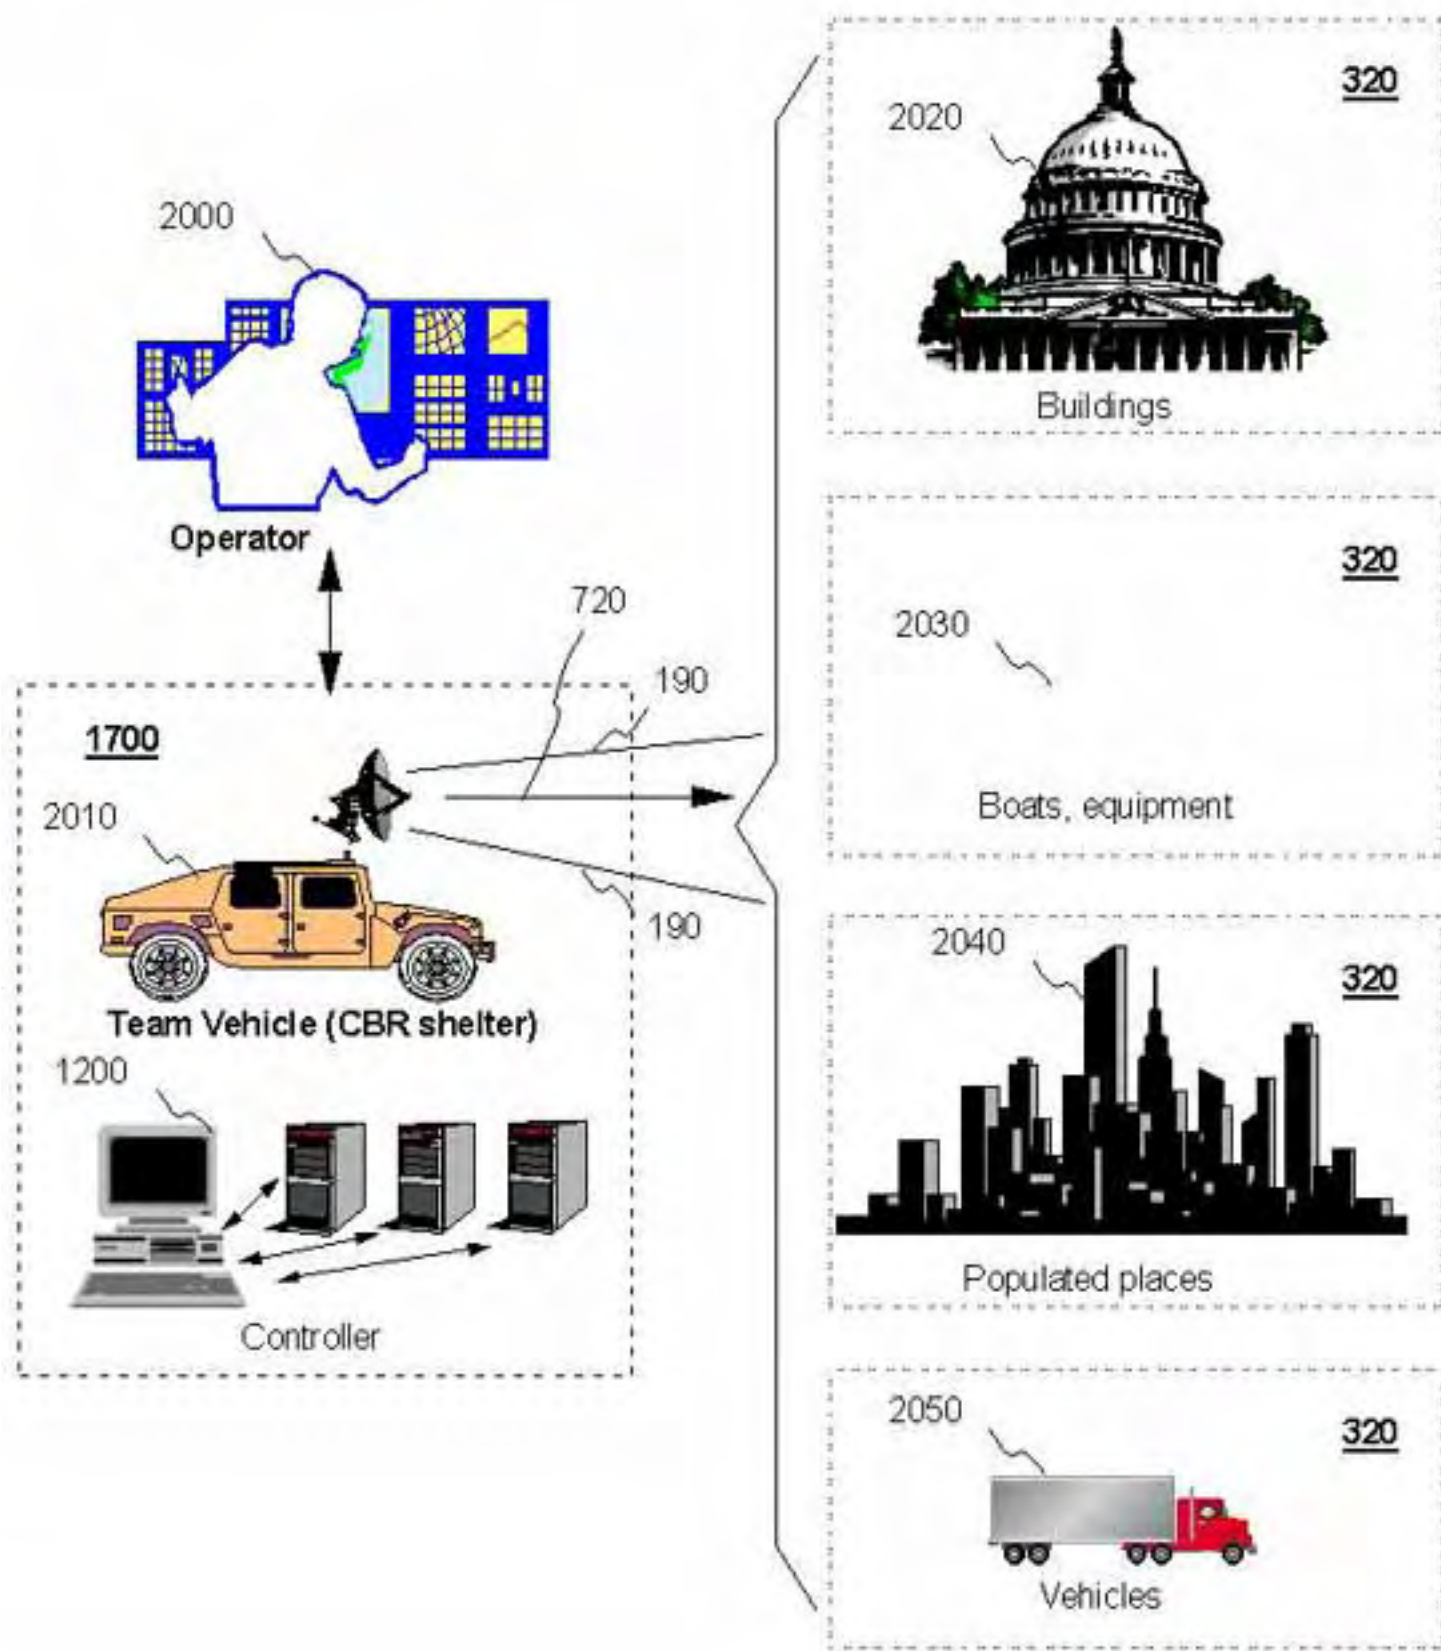 2000
Operator
720
190
1700
2010
190
Team Vehicle (CBR shelter)
1200
Controller
320
2020
Buildings
320
2030
Boats, equipment
2040
320
Populated places
2050
320
Vehicles